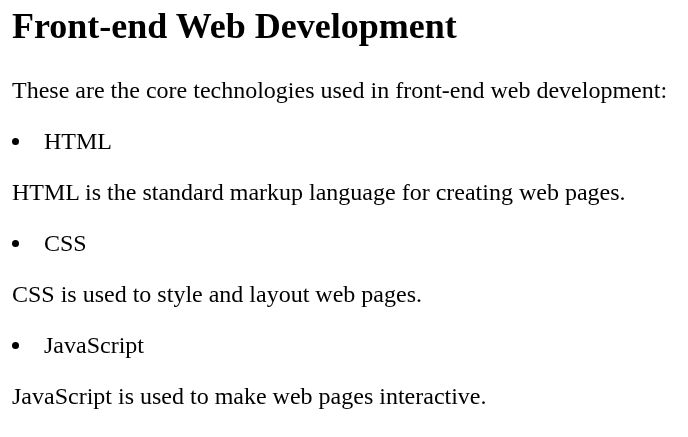 Front-end Web Development
These are the core technologies used in front-end web development:
• HTML
HTML is the standard markup language for creating web pages.
• CSS
CSS is used to style and layout web pages.
• JavaScript
JavaScript is used to make web pages interactive.